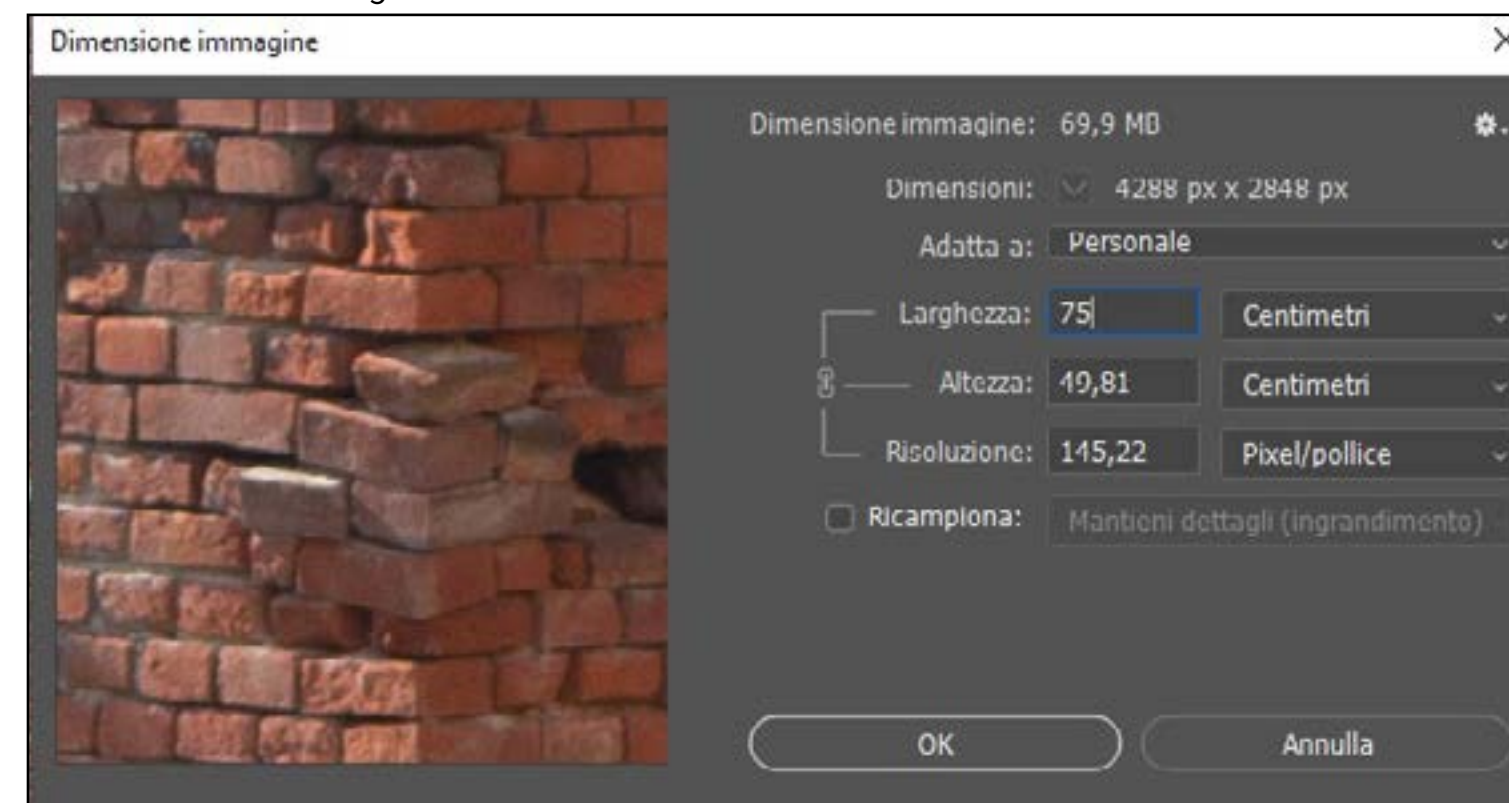 Dimensione immagine
Dimensione immagine: 69,9 MB
Dimensioni: 4288 px x 2848 px
Adatta a: Personale
Larghezza: 75 Centimetri
Altezza: 49,81 Centimetri
Risoluzione: 145,22 Pixel/pollice
Ricampiona: Mantieni dettagli (ingrandimento)
OK Annulla